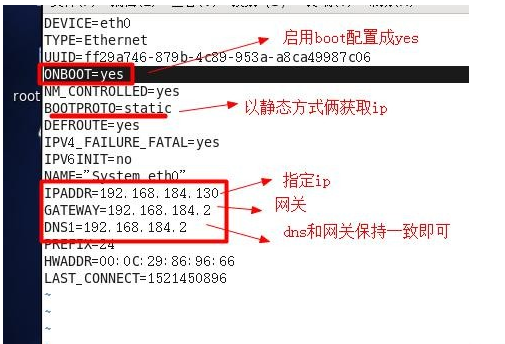 DEVICE=eth0
TYPE=Ethernet
UUID=ff29a746-879b-4c89-953a-a8ca49987c06
启用boot配置成yes
ONBOOT=yes
NM_CONTROLLED=yes
root
BOOTPROTO=static
以静态方式俩获取ip
DEFROUTE=yes
IPV4_FAILURE_FATAL=yes
IPV6INIT=no
NAME="System eth0"
IPADDR=192.168.184.130
指定ip
GATEWAY=192.168.184.2
网关
DNS1=192.168.184.2
dns和网关保持一致即可
PREFIX=24
HWADDR=00:0C:29:86:96:66
LAST_CONNECT=1521450896
~
~
~